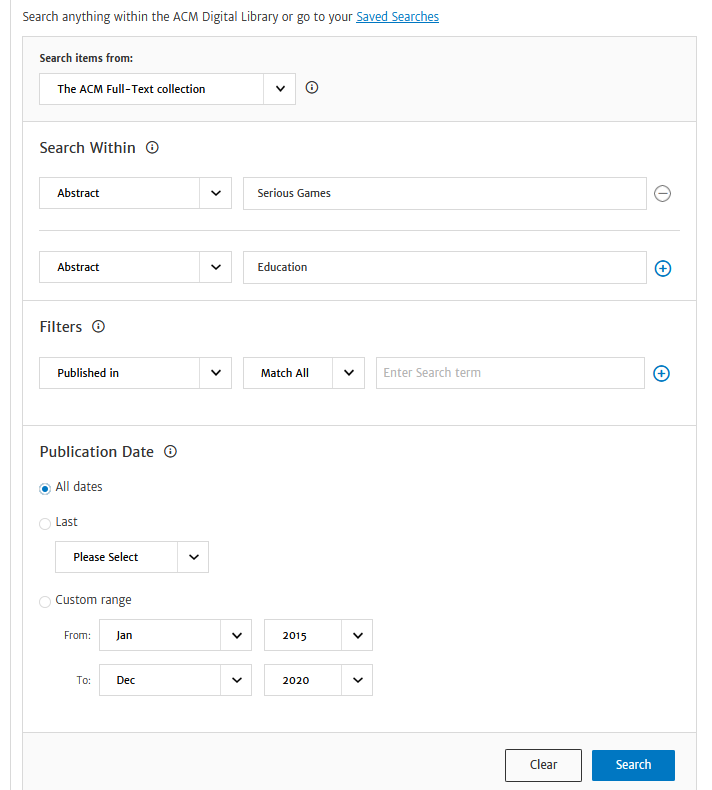 Search anything within the ACM Digital Library or go to your Saved Searches
Search items from:
The ACM Full-Text collection
Search Within
Abstract
Serious Games
Abstract
Education
Filters
Published in
Match All
Enter Search term
Publication Date
All dates
Last
Please Select
Custom range
From: Jan 2015
To: Dec 2020
Clear Search